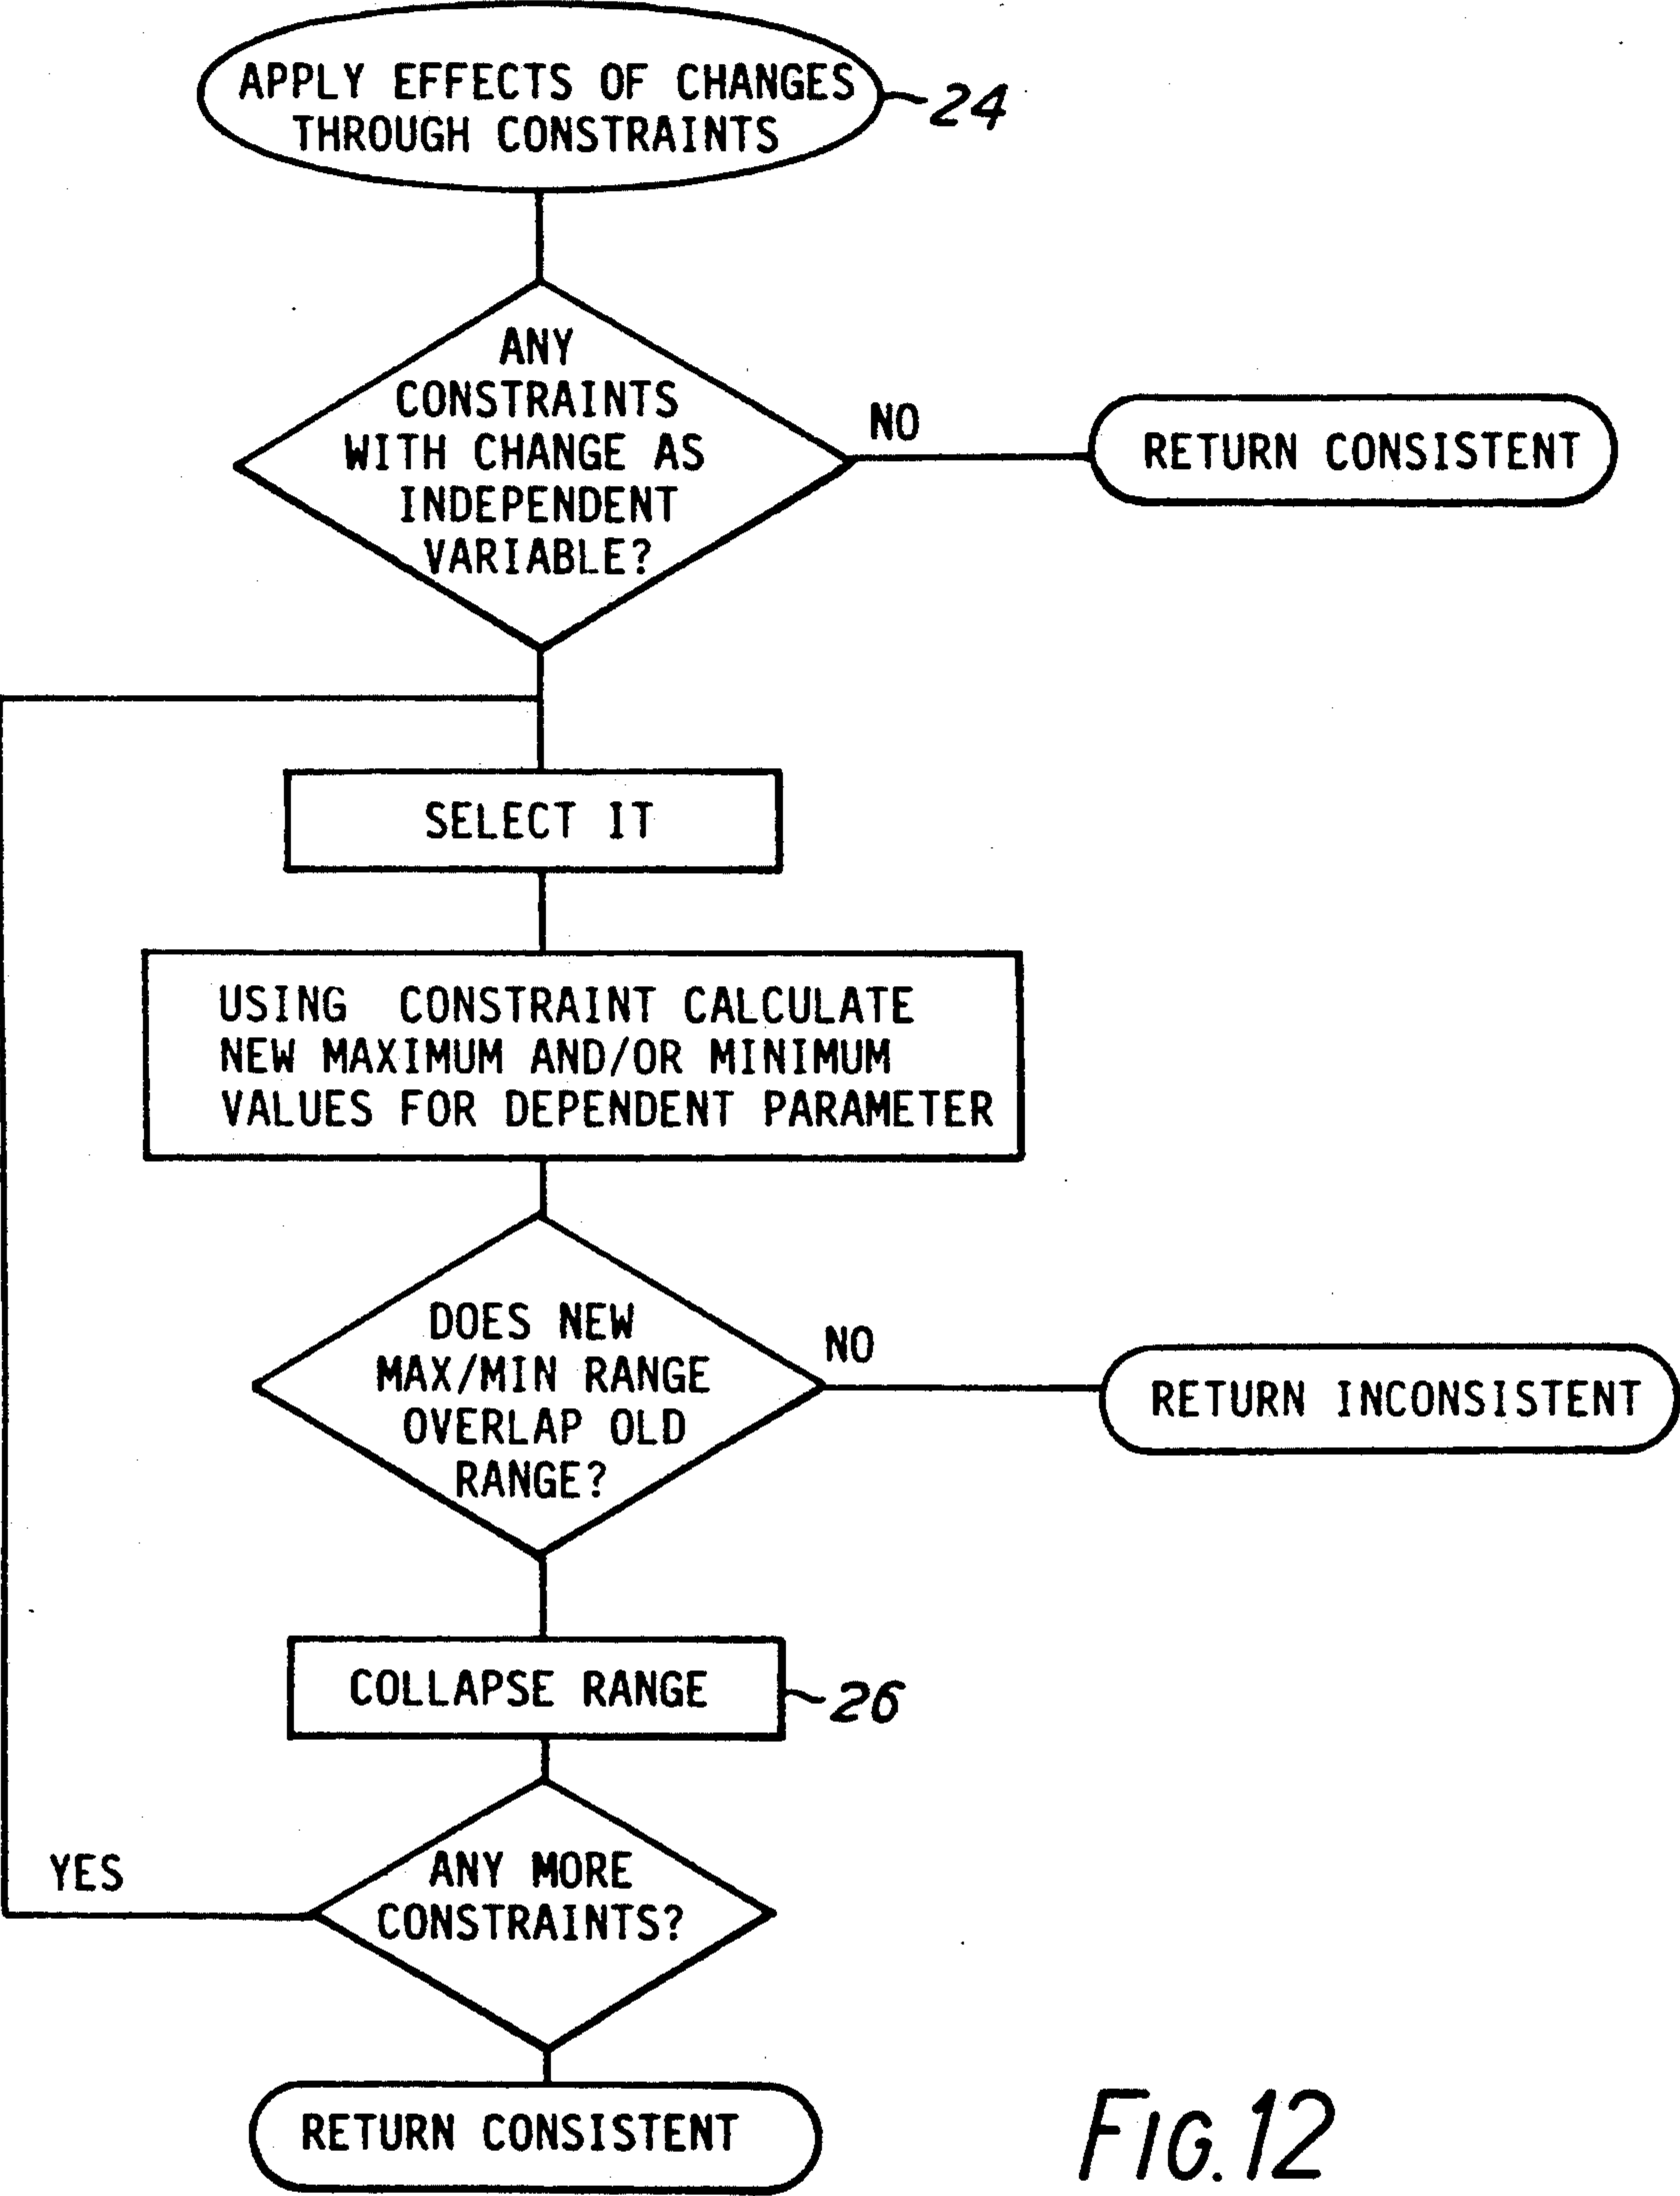 APPLY EFFECTS OF CHANGES
THROUGH CONSTRAINTS
24
ANY
CONSTRAINTS
WITH CHANGE AS
INDEPENDENT
VARIABLE?
NO
RETURN CONSISTENT
SELECT IT
USING CONSTRAINT CALCULATE
NEW MAXIMUM AND/OR MINIMUM
VALUES FOR DEPENDENT PARAMETER
DOES NEW
MAX/MIN RANGE
OVERLAP OLD
RANGE?
NO
RETURN INCONSISTENT
COLLAPSE RANGE
26
YES
ANY MORE
CONSTRAINTS?
RETURN CONSISTENT
FIG.12